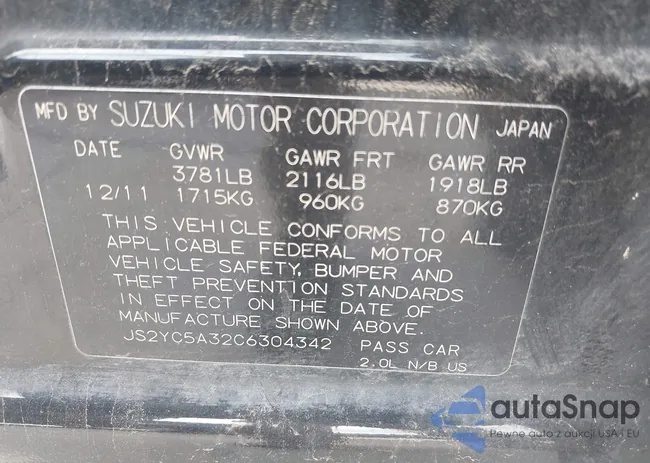 MFD BY SUZUKI MOTOR CORPORATION JAPAN
DATE GVWR GAWR FRT GAWR RR
3781LB 2116LB 1918LB
12/11 1715KG 960KG 870KG
THIS VEHICLE CONFORMS TO ALL
APPLICABLE FEDERAL MOTOR
VEHICLE SAFETY, BUMPER AND
THEFT PREVENTION STANDARDS
IN EFFECT ON THE DATE OF
MANUFACTURE SHOWN ABOVE.
JS2YC5A32C6304342 PASS CAR
2.0L N/B US
autaSnap
Pewne auta z aukcji USA i EU